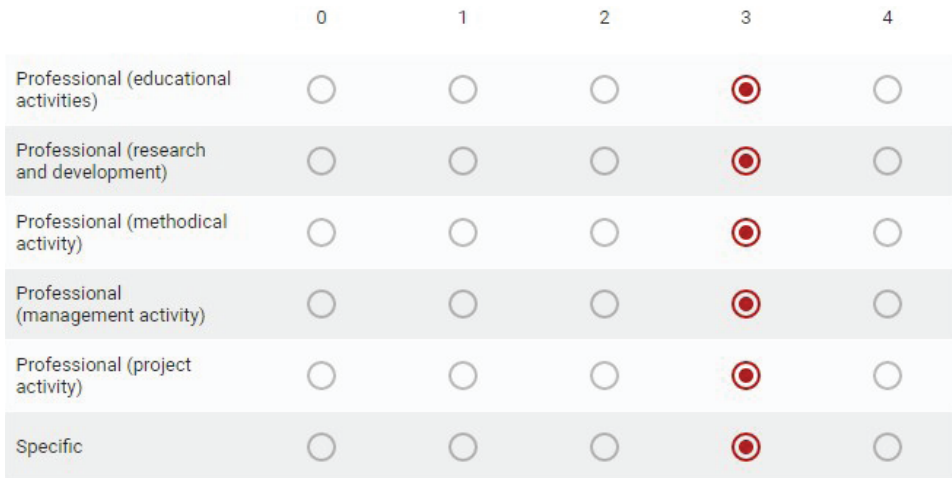 0 1 2 3 4
Professional (educational
activities)
Professional (research
and development)
Professional (methodical
activity)
Professional
(management activity)
Professional (project
activity)
Specific